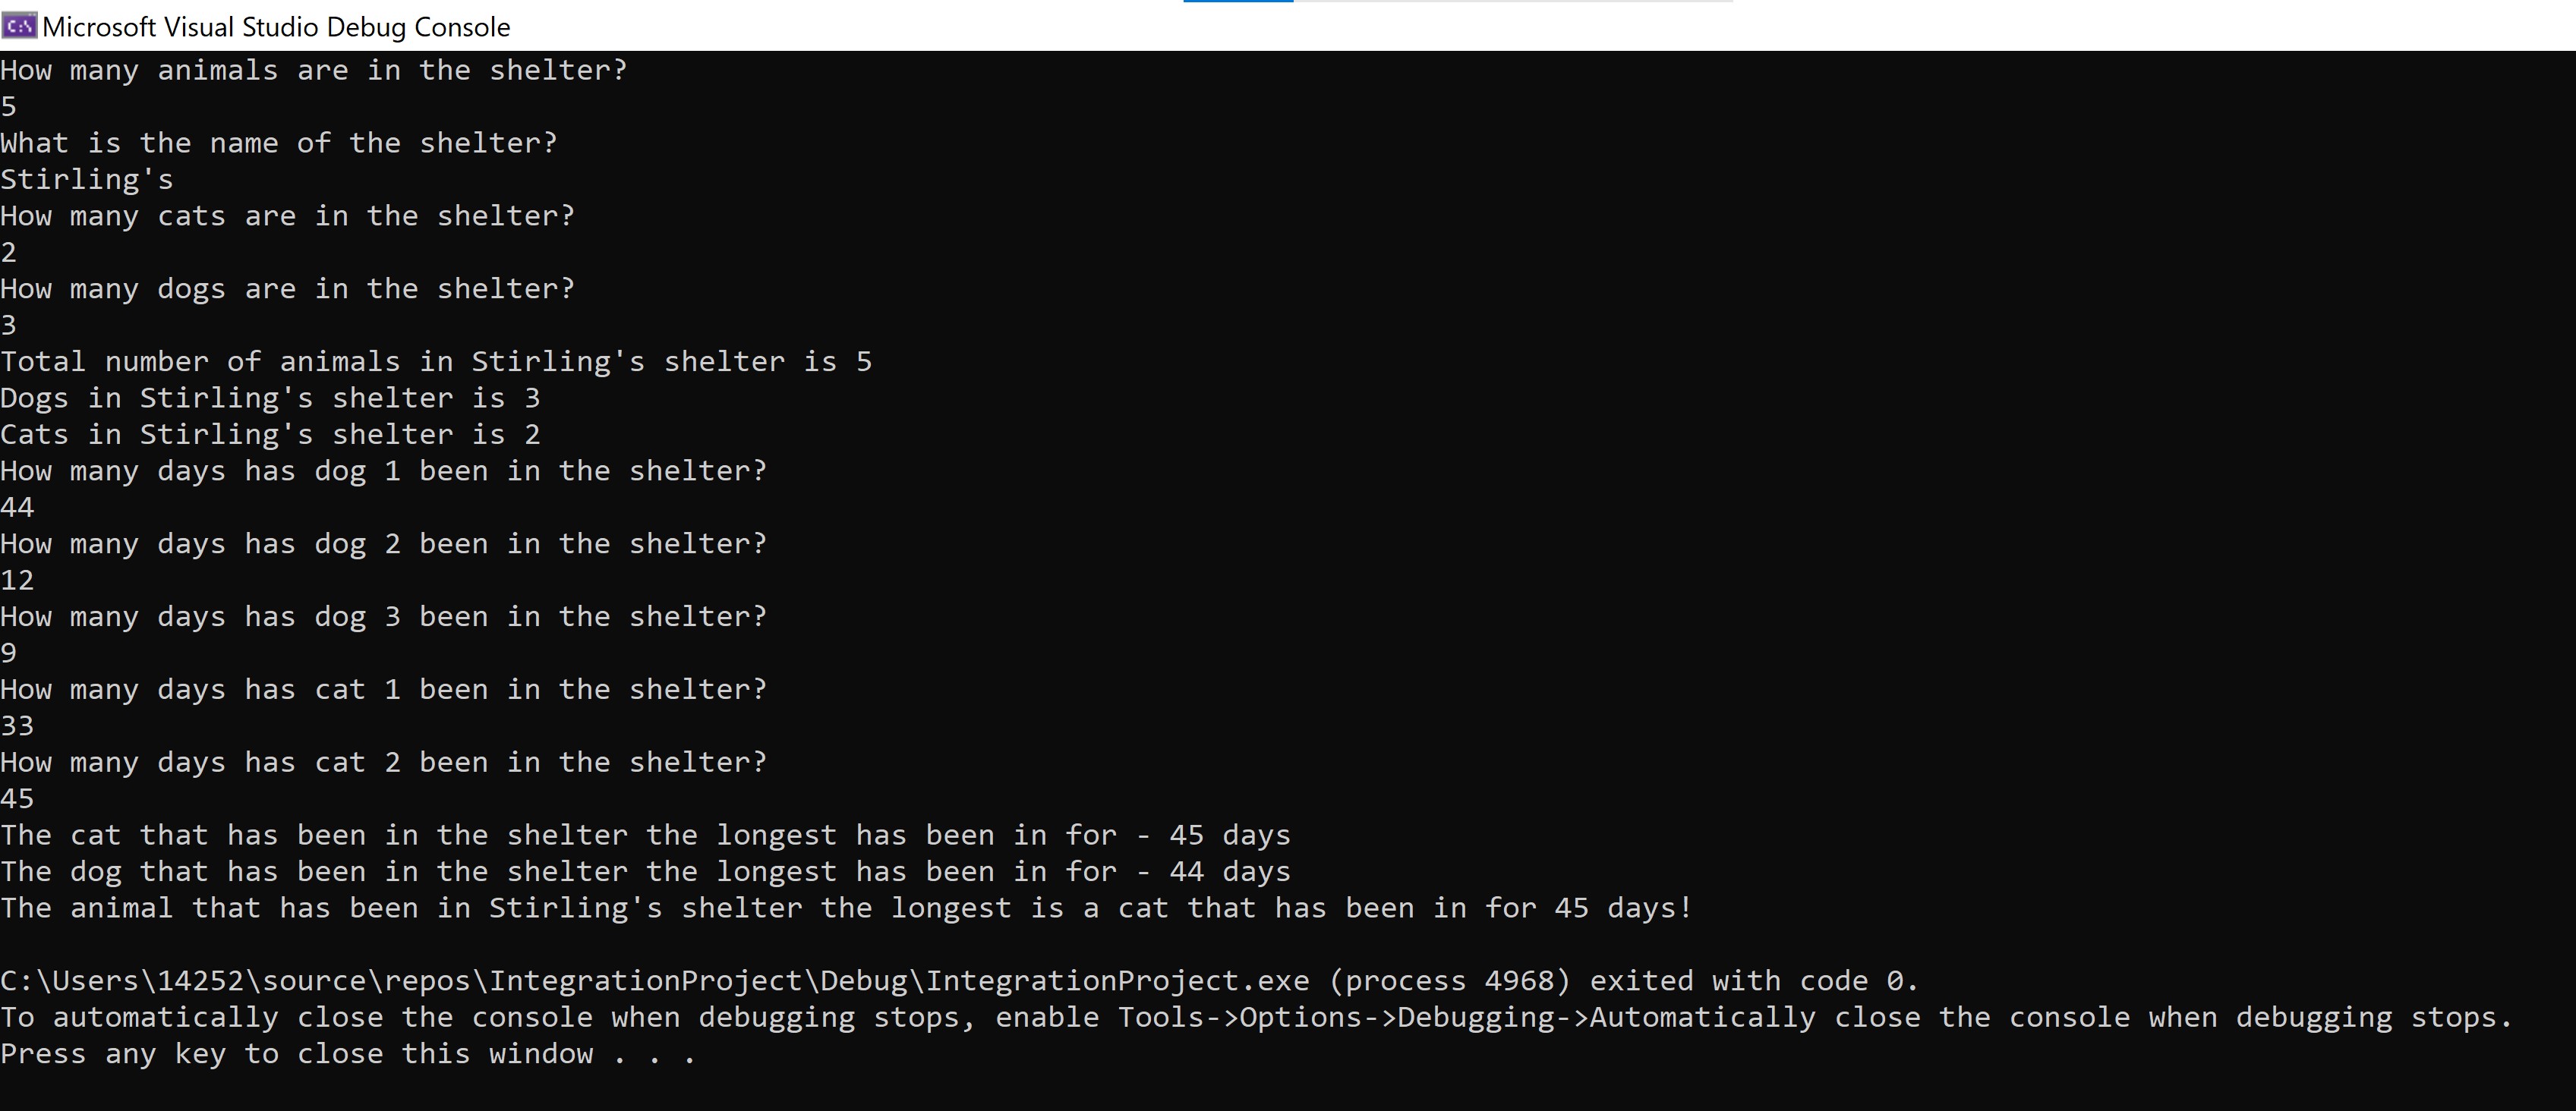 Microsoft Visual Studio Debug Console
How many animals are in the shelter?
5
What is the name of the shelter?
Stirling's
How many cats are in the shelter?
2
How many dogs are in the shelter?
3
Total number of animals in Stirling's shelter is 5
Dogs in Stirling's shelter is 3
Cats in Stirling's shelter is 2
How many days has dog 1 been in the shelter?
44
How many days has dog 2 been in the shelter?
12
How many days has dog 3 been in the shelter?
9
How many days has cat 1 been in the shelter?
33
How many days has cat 2 been in the shelter?
45
The cat that has been in the shelter the longest has been in for - 45 days
The dog that has been in the shelter the longest has been in for - 44 days
The animal that has been in Stirling's shelter the longest is a cat that has been in for 45 days!
C:\Users\14252\source\repos\IntegrationProject\Debug\IntegrationProject.exe (process 4968) exited with code 0.
To automatically close the console when debugging stops, enable Tools->Options->Debugging->Automatically close the console when debugging stops.
Press any key to close this window . . .